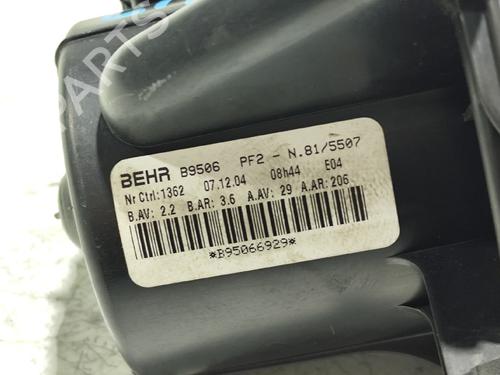 PARTS
BEHR B9506 PF2 - N.81/5507
Nr Ctrl:1362 07.12.04 08h44 E04
B.AV: 2.2 B.AR: 3.6 A.AV: 29 A.AR: 206
*B95066929*